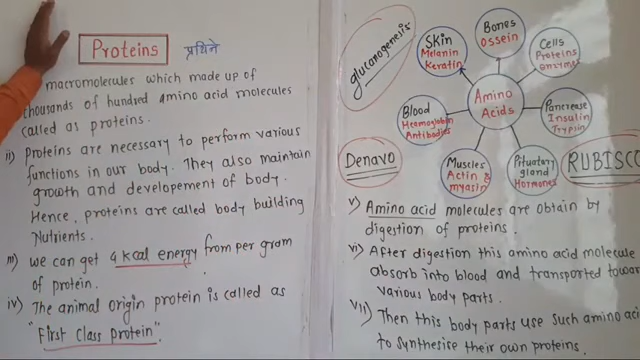 Proteins प्रथिने
macromolecules which made up of
thousands of hundred amino acid molecules
called as proteins.
ii) Proteins are necessary to perform various
functions in our body. They also maintain
growth and developement of body.
Hence, proteins are called body building
Nutrients.
iii) we can get 4 kcal energy from per gram
of protein.
iv) The animal origin protein is called as
"First Class protein"
gluconogenesis
Skin
Melanin
Keratin
Bones
Ossein
Cells
Proteins
enzymes
Blood
Heamoglobin
Antibodies
Amino
Acids
Pancrease
Insulin
Trypsin
Denavo
Muscles
Actin &
myosin
Pituatory
gland
Hormones
RUBISCO
v) Amino acid molecules are obtain by
digestion of proteins.
vi) After digestion this amino acid molecule
absorb into blood and transported
various body parts.
VII) Then this body parts use such amino
to synthesise their own proteins.